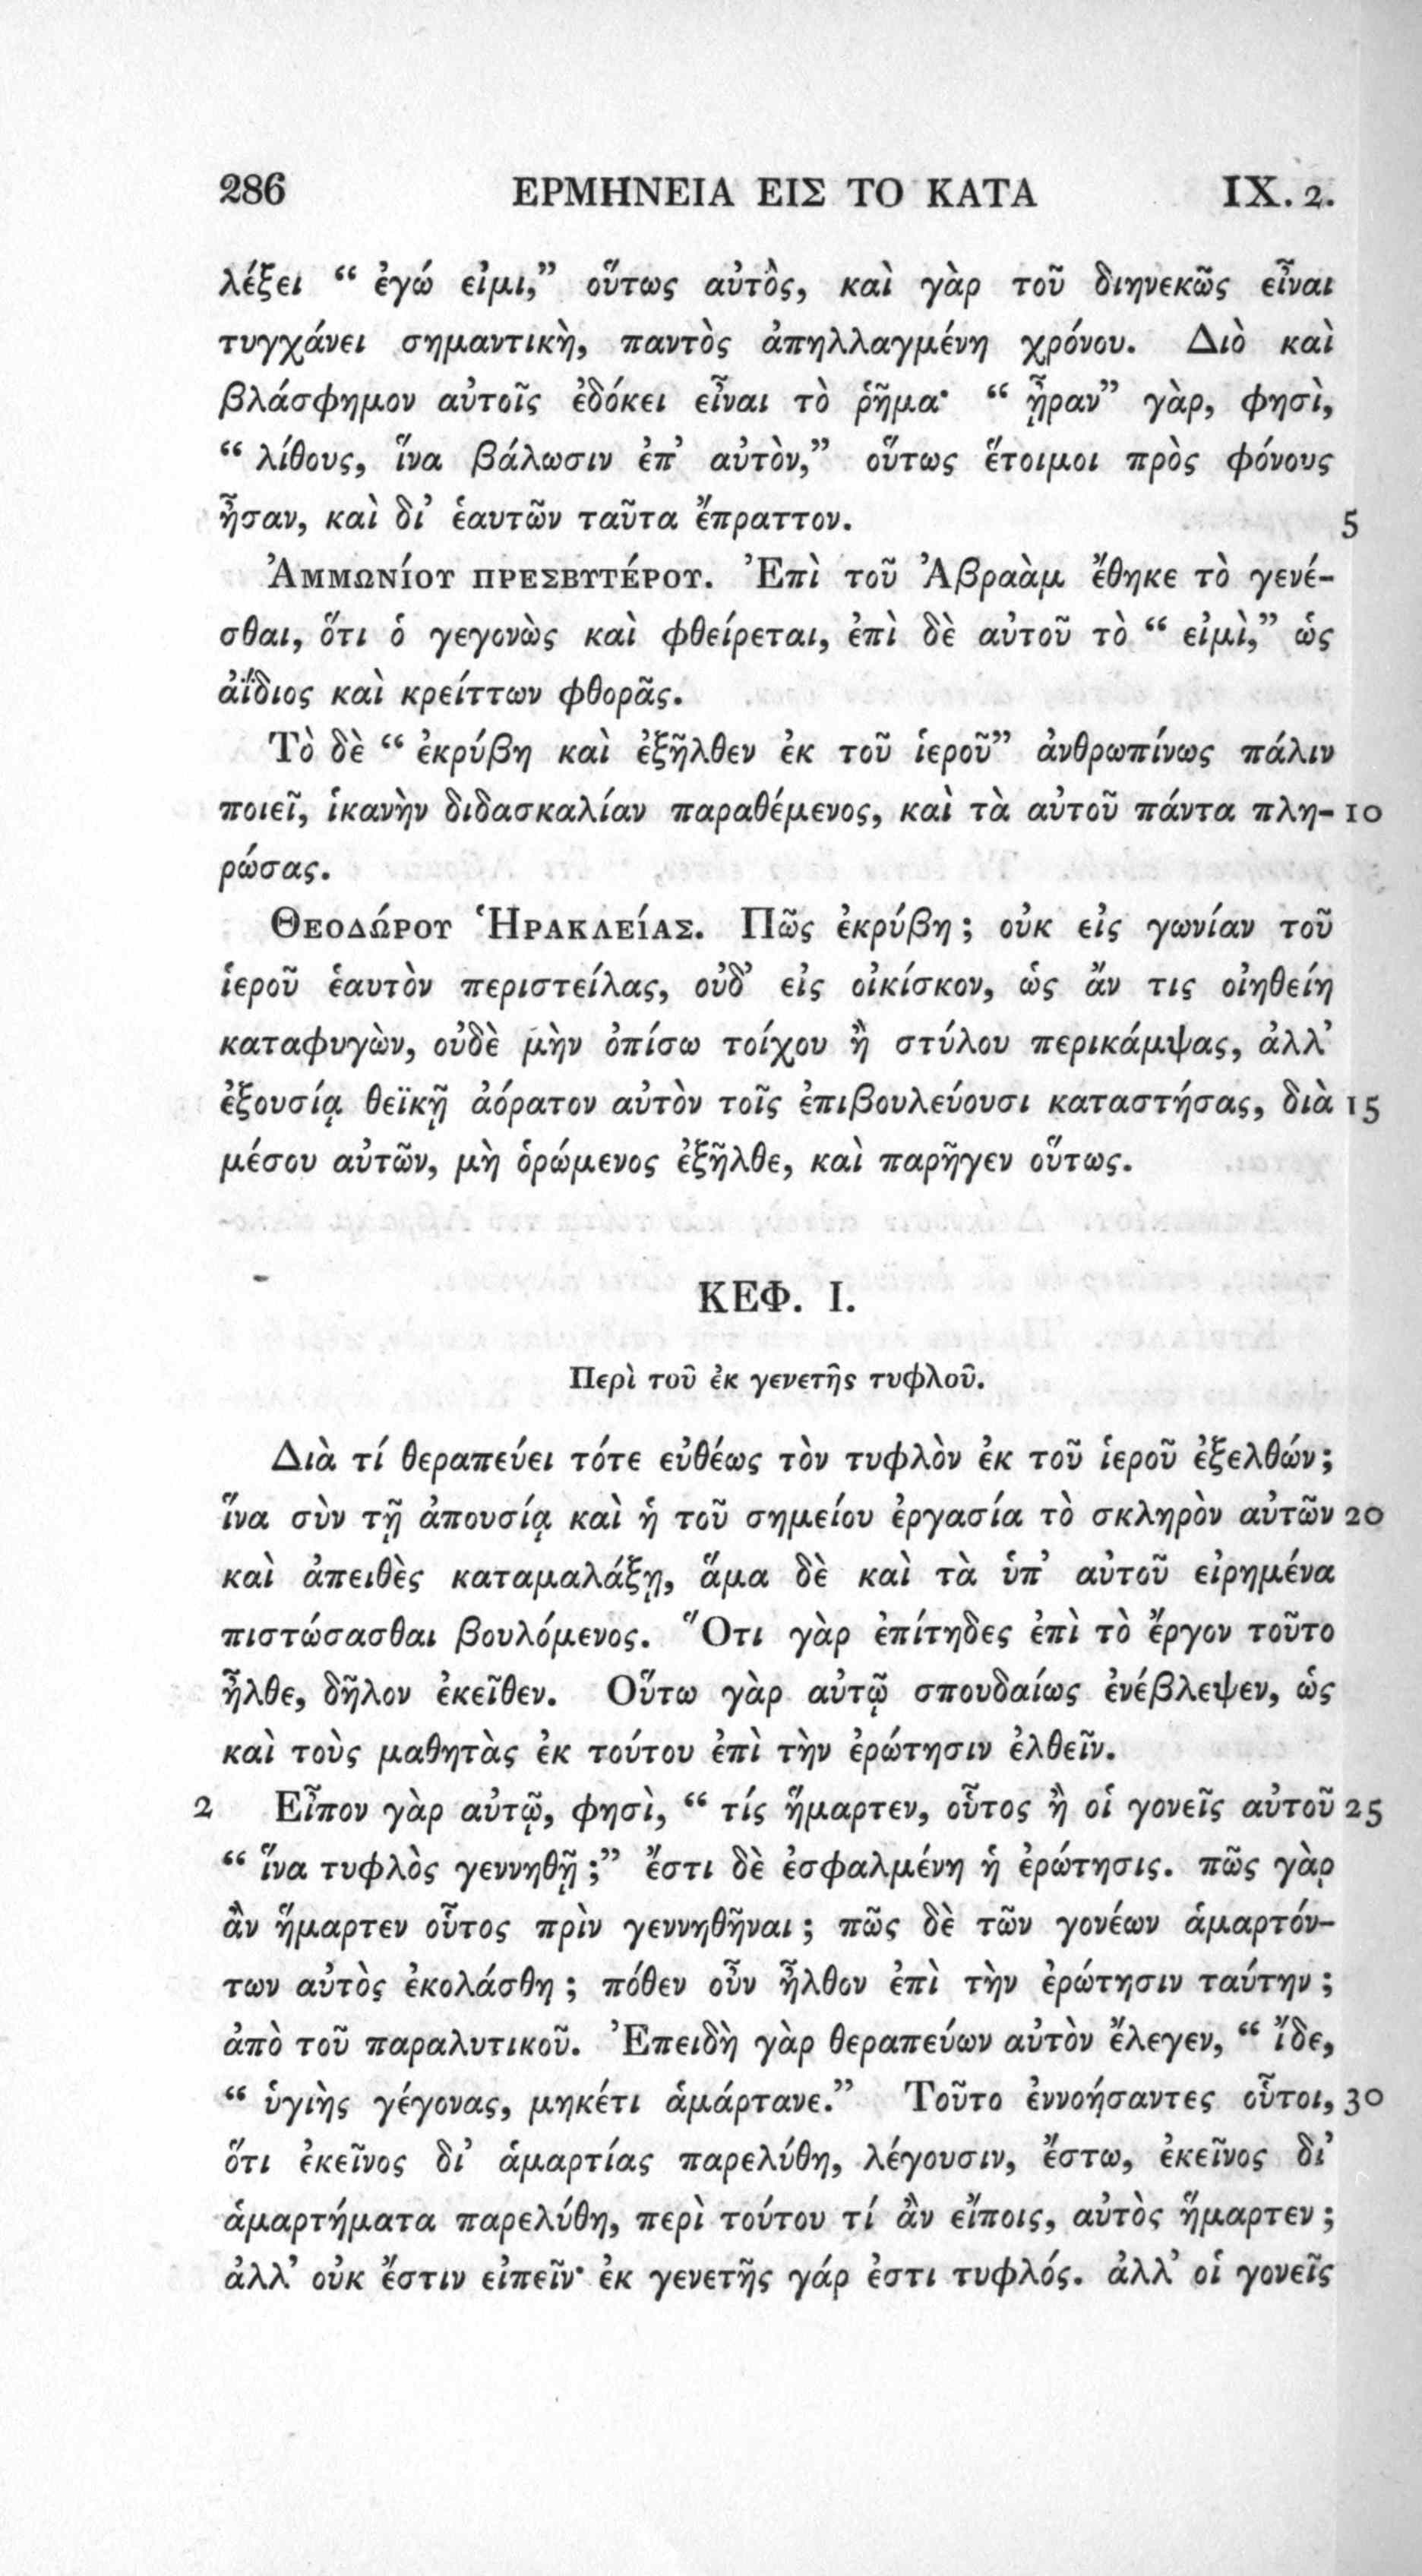 286 ΕΡΜΗΝΕΙΑ ΕΙΣ ΤΟ ΚΑΤΑ IX. 2.
λέξει “ ἐγώ εἰμι,” οὕτως αὐτὸς, καὶ γὰρ τοῦ διηνεκῶς εἶναι
τυγχάνει σημαντικὴ, παντὸς ἀπηλλαγμένη χρόνου. Διὸ καὶ
βλάσφημον αὐτοῖς ἐδόκει εἶναι τὸ ῥῆμα· “ ᾖραν” γὰρ, φησὶ,
“ λίθους, ἵνα βάλωσιν ἐπ’ αὐτὸν,” οὕτως ἕτοιμοι πρὸς φόνους
ἦσαν, καὶ δι’ ἑαυτῶν ταῦτα ἔπραττον. 5
Ἀμμωνίου πρεσβυτέρου. Ἐπὶ τοῦ Ἀβραὰμ ἔθηκε τὸ γενέ-
σθαι, ὅτι ὁ γεγονὼς καὶ φθείρεται, ἐπὶ δὲ αὐτοῦ τὸ “ εἰμὶ,” ὡς
ἀΐδιος καὶ κρείττων φθορᾶς.
Τὸ δὲ “ ἐκρύβη καὶ ἐξῆλθεν ἐκ τοῦ ἱεροῦ” ἀνθρωπίνως πάλιν
ποιεῖ, ἱκανὴν διδασκαλίαν παραθέμενος, καὶ τὰ αὐτοῦ πάντα πλη- 10
ρώσας.
Θεοδώρου Ἡρακλείας. Πῶς ἐκρύβη ; οὐκ εἰς γωνίαν τοῦ
ἱεροῦ ἑαυτὸν περιστείλας, οὐδ’ εἰς οἰκίσκον, ὡς ἄν τις οἰηθείη
καταφυγὼν, οὐδὲ μὴν ὀπίσω τοίχου ἢ στύλου περικάμψας, ἀλλ’
ἐξουσίᾳ θεϊκῇ ἀόρατον αὐτὸν τοῖς ἐπιβουλεύουσι καταστήσας, διὰ 15
μέσου αὐτῶν, μὴ ὁρώμενος ἐξῆλθε, καὶ παρῆγεν οὕτως.
ΚΕΦ. Ι.
Περὶ τοῦ ἐκ γενετῆς τυφλοῦ.
Διὰ τί θεραπεύει τότε εὐθέως τὸν τυφλὸν ἐκ τοῦ ἱεροῦ ἐξελθών ;
ἵνα σὺν τῇ ἀπουσίᾳ καὶ ἡ τοῦ σημείου ἐργασία τὸ σκληρὸν αὐτῶν 20
καὶ ἀπειθὲς καταμαλάξῃ, ἅμα δὲ καὶ τὰ ὑπ’ αὐτοῦ εἰρημένα
πιστώσασθαι βουλόμενος. Ὅτι γὰρ ἐπίτηδες ἐπὶ τὸ ἔργον τοῦτο
ἦλθε, δῆλον ἐκεῖθεν. Οὕτω γὰρ αὐτῷ σπουδαίως ἐνέβλεψεν, ὡς
καὶ τοὺς μαθητὰς ἐκ τούτου ἐπὶ τὴν ἐρώτησιν ἐλθεῖν.
2 Εἶπον γὰρ αὐτῷ, φησὶ, “ τίς ἥμαρτεν, οὗτος ἢ οἱ γονεῖς αὐτοῦ 25
“ ἵνα τυφλὸς γεννηθῇ ;” ἔστι δὲ ἐσφαλμένη ἡ ἐρώτησις. πῶς γὰρ
ἂν ἥμαρτεν οὗτος πρὶν γεννηθῆναι ; πῶς δὲ τῶν γονέων ἁμαρτόν-
των αὐτὸς ἐκολάσθη ; πόθεν οὖν ἦλθον ἐπὶ τὴν ἐρώτησιν ταύτην ;
ἀπὸ τοῦ παραλυτικοῦ. Ἐπειδὴ γὰρ θεραπεύων αὐτὸν ἔλεγεν, “ ἴδε,
“ ὑγιὴς γέγονας, μηκέτι ἁμάρτανε.” Τοῦτο ἐννοήσαντες οὗτοι, 30
ὅτι ἐκεῖνος δι’ ἁμαρτίας παρελύθη, λέγουσιν, ἔστω, ἐκεῖνος δι’
ἁμαρτήματα παρελύθη, περὶ τούτου τί ἂν εἴποις, αὐτὸς ἥμαρτεν ;
ἀλλ’ οὐκ ἔστιν εἰπεῖν· ἐκ γενετῆς γάρ ἐστι τυφλός. ἀλλ’ οἱ γονεῖς